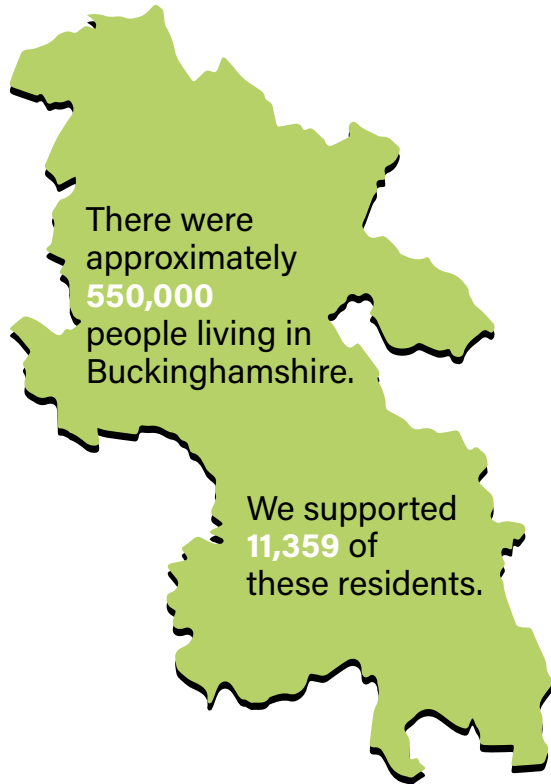 There were
approximately
550,000
people living in
Buckinghamshire.
We supported
11,359 of
these residents.